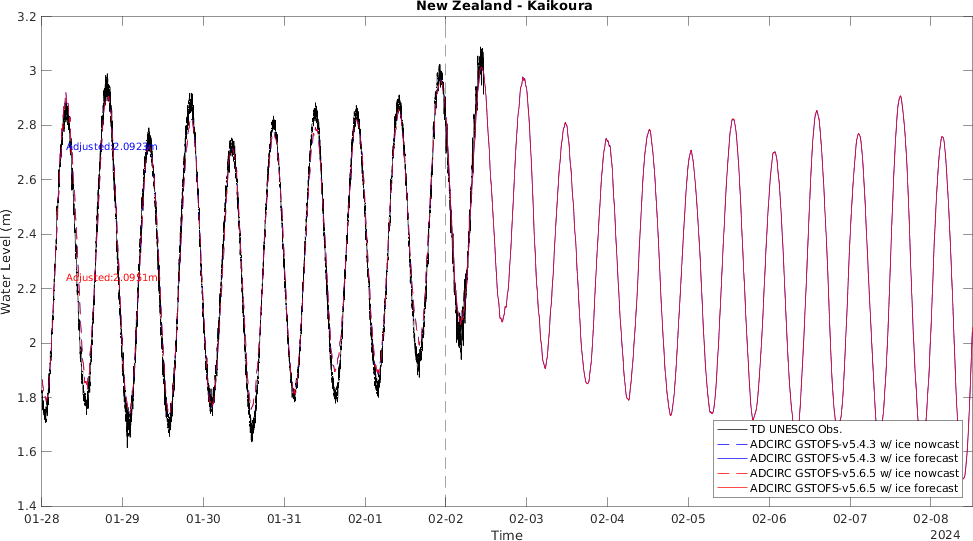 New Zealand - Kaikoura
3.2
3
2.8
2.6
2.4
2.2
2
1.8
1.6
1.4
Water Level (m)
Adjusted:2.0923m
Adjusted:2.0951m
TD UNESCO Obs.
ADCIRC GSTOFS-v5.4.3 w/ ice nowcast
ADCIRC GSTOFS-v5.4.3 w/ ice forecast
ADCIRC GSTOFS-v5.6.5 w/ ice nowcast
ADCIRC GSTOFS-v5.6.5 w/ ice forecast
01-28 01-29 01-30 01-31 02-01 02-02 02-03 02-04 02-05 02-06 02-07 02-08
Time
2024